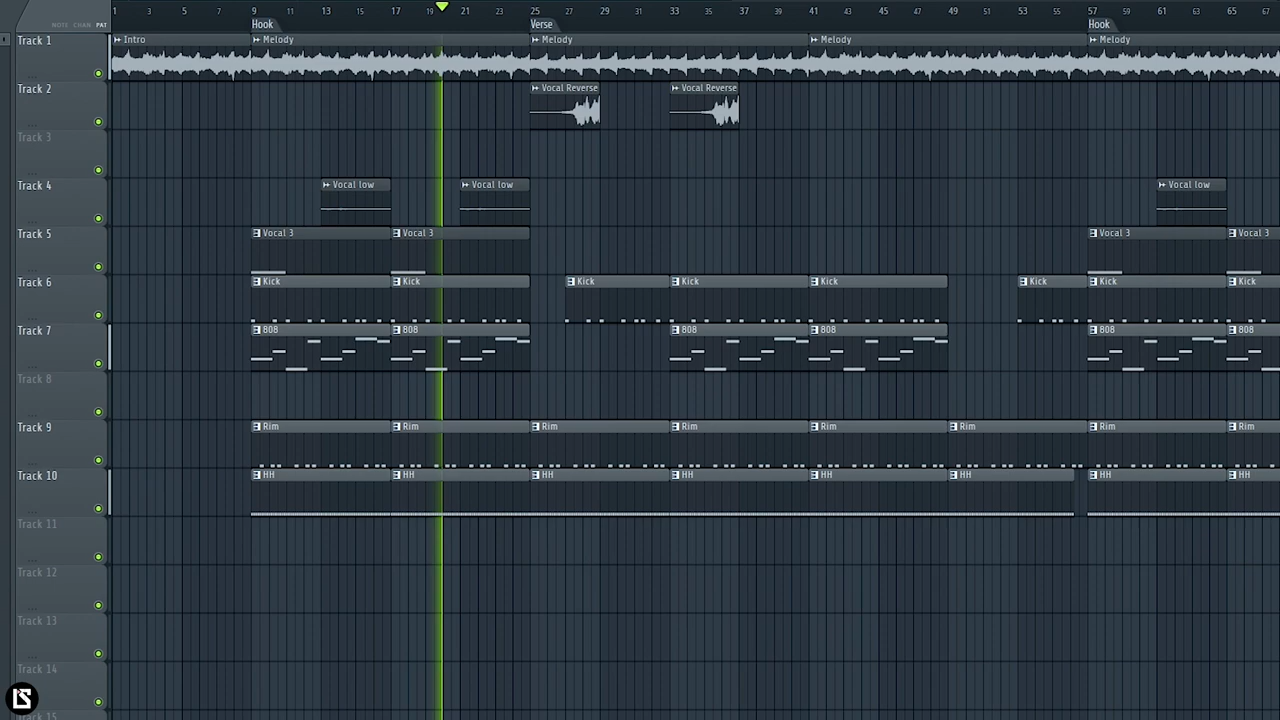 1 3 5 7 9 11 13 15 17 19 21 23 25 27 29 31 33 35 37 39 41 43 45 47 49 51 53 55 57 59 61 63 65 67
NOTE CHAN PAT Hook Verse Hook
Track 1 Intro Melody Melody Melody Melody
Track 2 Vocal Reverse Vocal Reverse
Track 3
Track 4 Vocal low Vocal low Vocal low
Track 5 Vocal 3 Vocal 3 Vocal 3 Vocal 3
Track 6 Kick Kick Kick Kick Kick Kick Kick Kick
Track 7 808 808 808 808 808 808
Track 8
Track 9 Rim Rim Rim Rim Rim Rim Rim Rim
Track 10 HH HH HH HH HH HH HH HH
Track 11
Track 12
Track 13
Track 14
Track 15